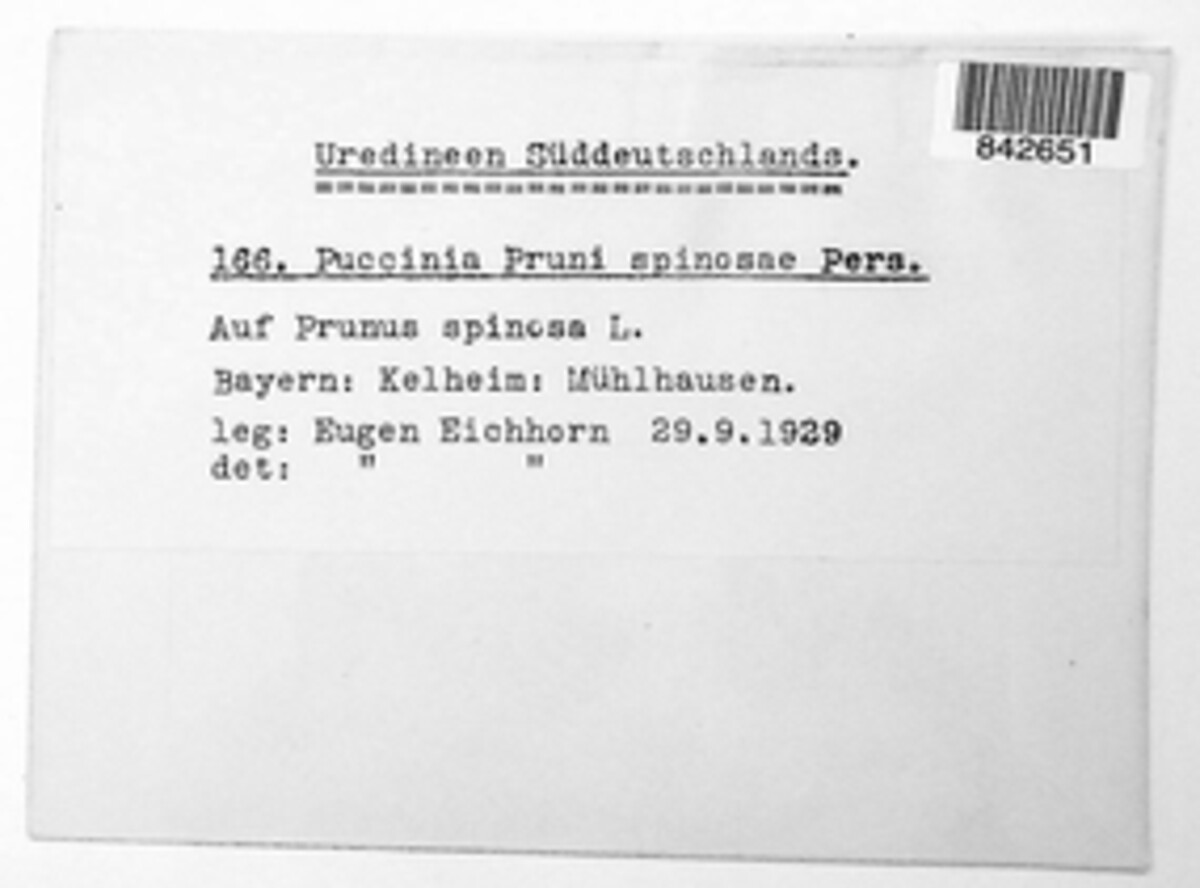 842651
Uredineen Süddeutschlands.
166. Puccinia Pruni spinosae Pers.
Auf Prunus spinosa L.
Bayern: Kelheim: Mühlhausen.
leg: Eugen Eichhorn 29.9.1929
det: " "